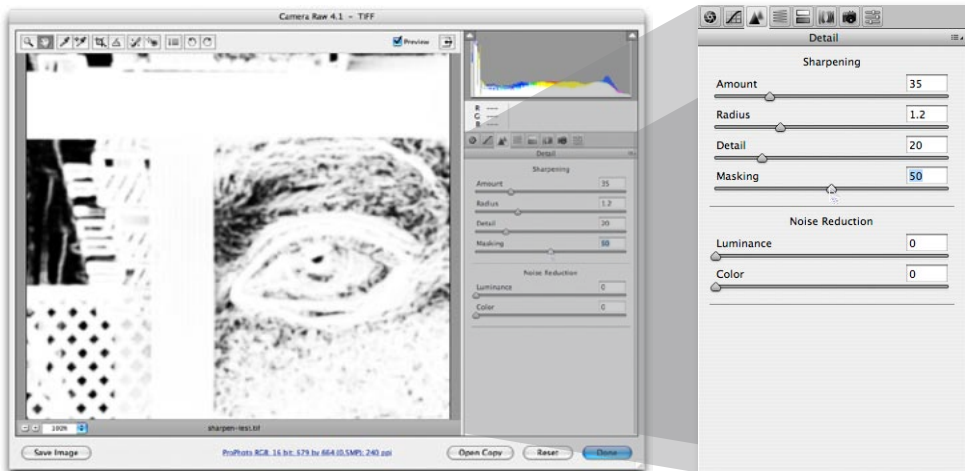 Camera Raw 4.1 – TIFF
Preview
R ---
G ---
B ---
Detail
Sharpening
Amount 35
Radius 1.2
Detail 20
Masking 50
Noise Reduction
Luminance 0
Color 0
100%
sharpen-test.tif
Save Image
ProPhoto RGB; 16 bit; 679 by 664 (0.5MP); 240 ppi
Open Copy
Reset
Done
Detail
Sharpening
Amount 35
Radius 1.2
Detail 20
Masking 50
Noise Reduction
Luminance 0
Color 0